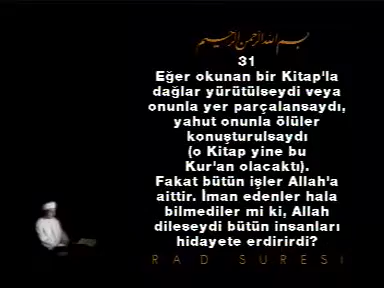 بسم الله الرحمن الرحيم
31
Eğer okunan bir Kitap'la
dağlar yürütülseydi veya
onunla yer parçalansaydı,
yahut onunla ölüler
konuşturulsaydı
(o Kitap yine bu
Kur'an olacaktı).
Fakat bütün işler Allah'a
aittir. İman edenler hala
bilmediler mi ki, Allah
dileseydi bütün insanları
hidayete erdirirdi?
RAD SURESİ